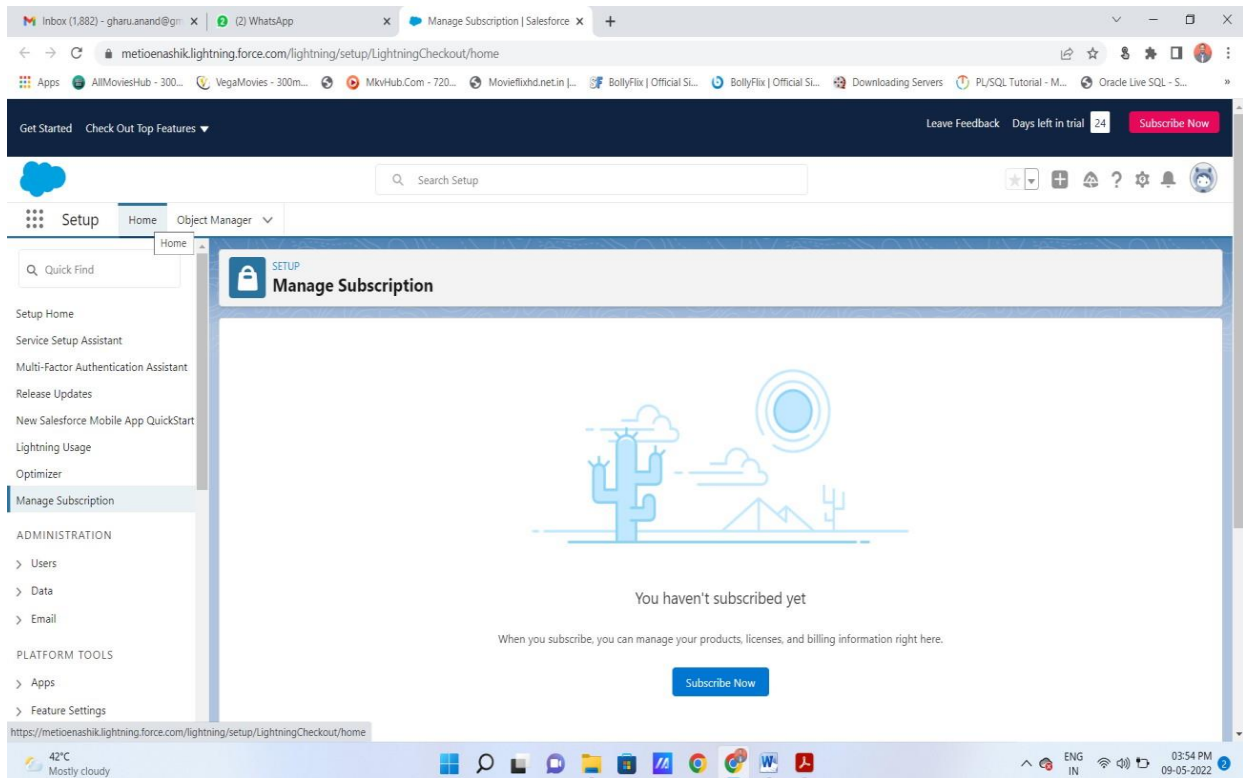 Inbox (1,882) - gharu.anand@gm
(2) WhatsApp
Manage Subscription | Salesforce
metioenashik.lightning.force.com/lightning/setup/LightningCheckout/home
Apps
AllMoviesHub - 300...
VegaMovies - 300m...
MkvHub.Com - 720...
Movieflixhd.net.in |...
BollyFlix | Official Si...
BollyFlix | Official Si...
Downloading Servers
PL/SQL Tutorial - M...
Oracle Live SQL - S...
»
Get Started
Check Out Top Features
Leave Feedback
Days left in trial 24
Subscribe Now
Search Setup
Setup
Home
Object Manager
Home
Quick Find
Setup Home
Service Setup Assistant
Multi-Factor Authentication Assistant
Release Updates
New Salesforce Mobile App QuickStart
Lightning Usage
Optimizer
Manage Subscription
ADMINISTRATION
Users
Data
Email
PLATFORM TOOLS
Apps
Feature Settings
SETUP
Manage Subscription
You haven't subscribed yet
When you subscribe, you can manage your products, licenses, and billing information right here.
Subscribe Now
https://metioenashik.lightning.force.com/lightning/setup/LightningCheckout/home
42°C
Mostly cloudy
ENG
IN
03:54 PM
09-05-2022
2